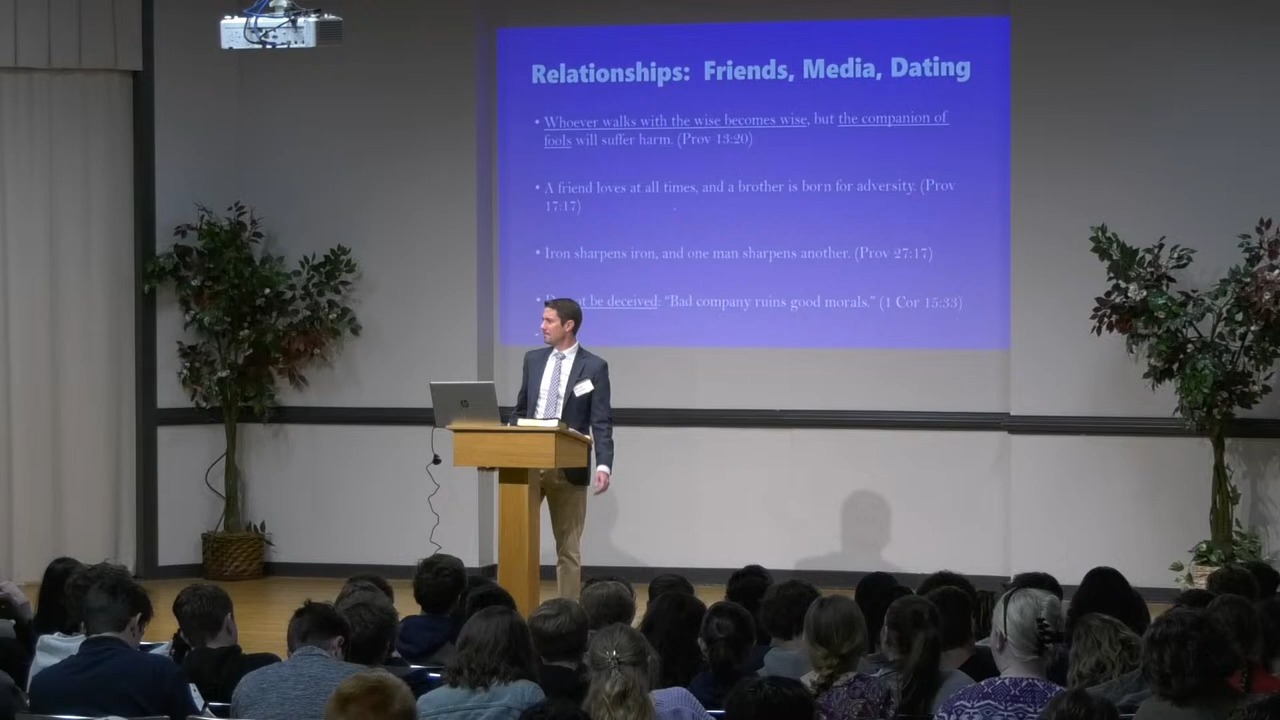 Relationships: Friends, Media, Dating
• Whoever walks with the wise becomes wise, but the companion of
fools will suffer harm. (Prov 13:20)
• A friend loves at all times, and a brother is born for adversity. (Prov
17:17)
• Iron sharpens iron, and one man sharpens another. (Prov 27:17)
• be deceived: “Bad company ruins good morals.” (1 Cor 15:33)
hp